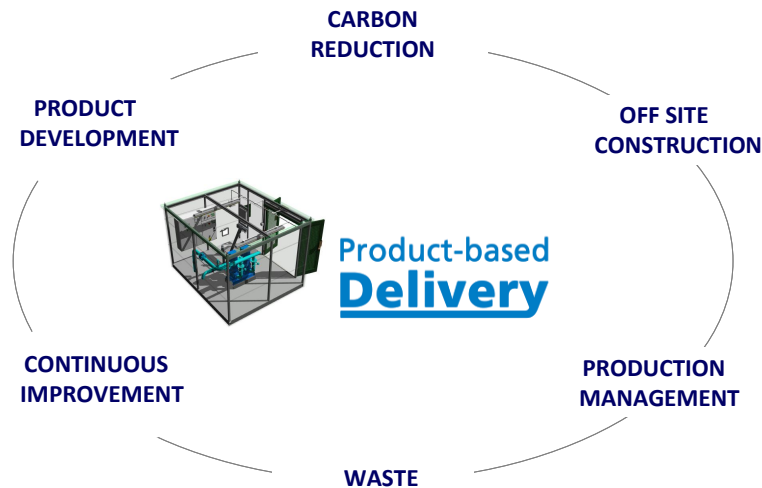 CARBON
REDUCTION
PRODUCT
DEVELOPMENT
OFF SITE
CONSTRUCTION
Product-based
Delivery
CONTINUOUS
IMPROVEMENT
PRODUCTION
MANAGEMENT
WASTE